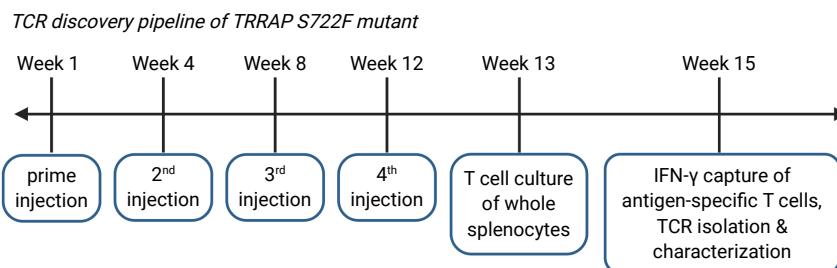 TCR discovery pipeline of TRRAP S722F mutant
Week 1 Week 4 Week 8 Week 12 Week 13 Week 15
prime
injection
2nd
injection
3rd
injection
4th
injection
T cell culture
of whole
splenocytes
IFN-γ capture of
antigen-specific T cells,
TCR isolation &
characterization